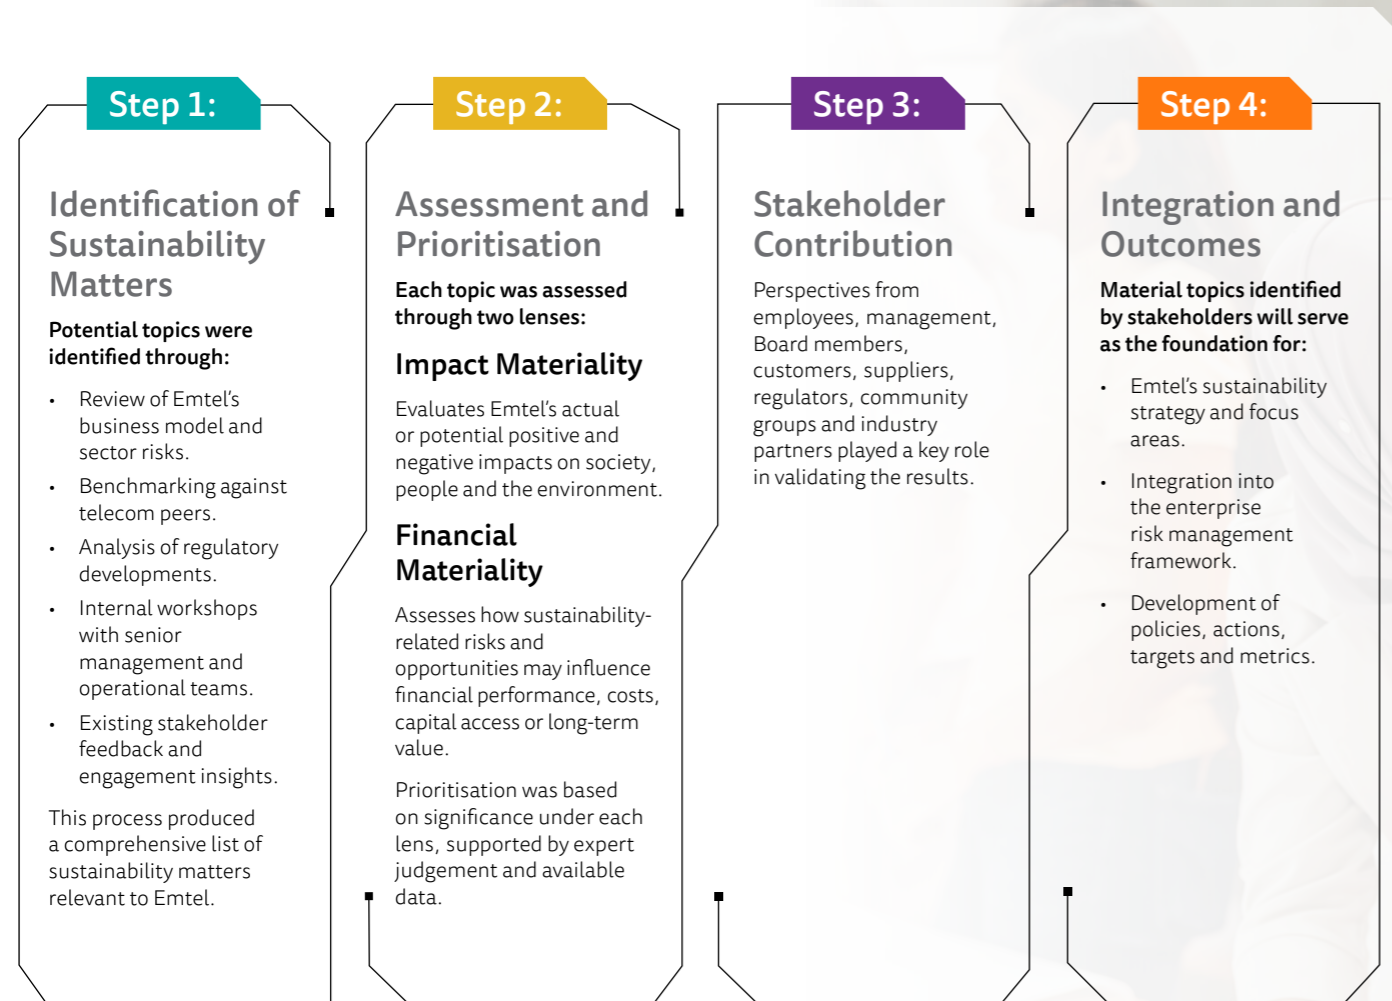 Step 1:
Identification of
Sustainability
Matters
Potential topics were
identified through:
• Review of Emtel’s
business model and
sector risks.
• Benchmarking against
telecom peers.
• Analysis of regulatory
developments.
• Internal workshops
with senior
management and
operational teams.
• Existing stakeholder
feedback and
engagement insights.
This process produced
a comprehensive list of
sustainability matters
relevant to Emtel.
Step 2:
Assessment and
Prioritisation
Each topic was assessed
through two lenses:
Impact Materiality
Evaluates Emtel’s actual
or potential positive and
negative impacts on society,
people and the environment.
Financial
Materiality
Assesses how sustainability-
related risks and
opportunities may influence
financial performance, costs,
capital access or long-term
value.
Prioritisation was based
on significance under each
lens, supported by expert
judgement and available
data.
Step 3:
Stakeholder
Contribution
Perspectives from
employees, management,
Board members,
customers, suppliers,
regulators, community
groups and industry
partners played a key role
in validating the results.
Step 4:
Integration and
Outcomes
Material topics identified
by stakeholders will serve
as the foundation for:
• Emtel’s sustainability
strategy and focus
areas.
• Integration into
the enterprise
risk management
framework.
• Development of
policies, actions,
targets and metrics.